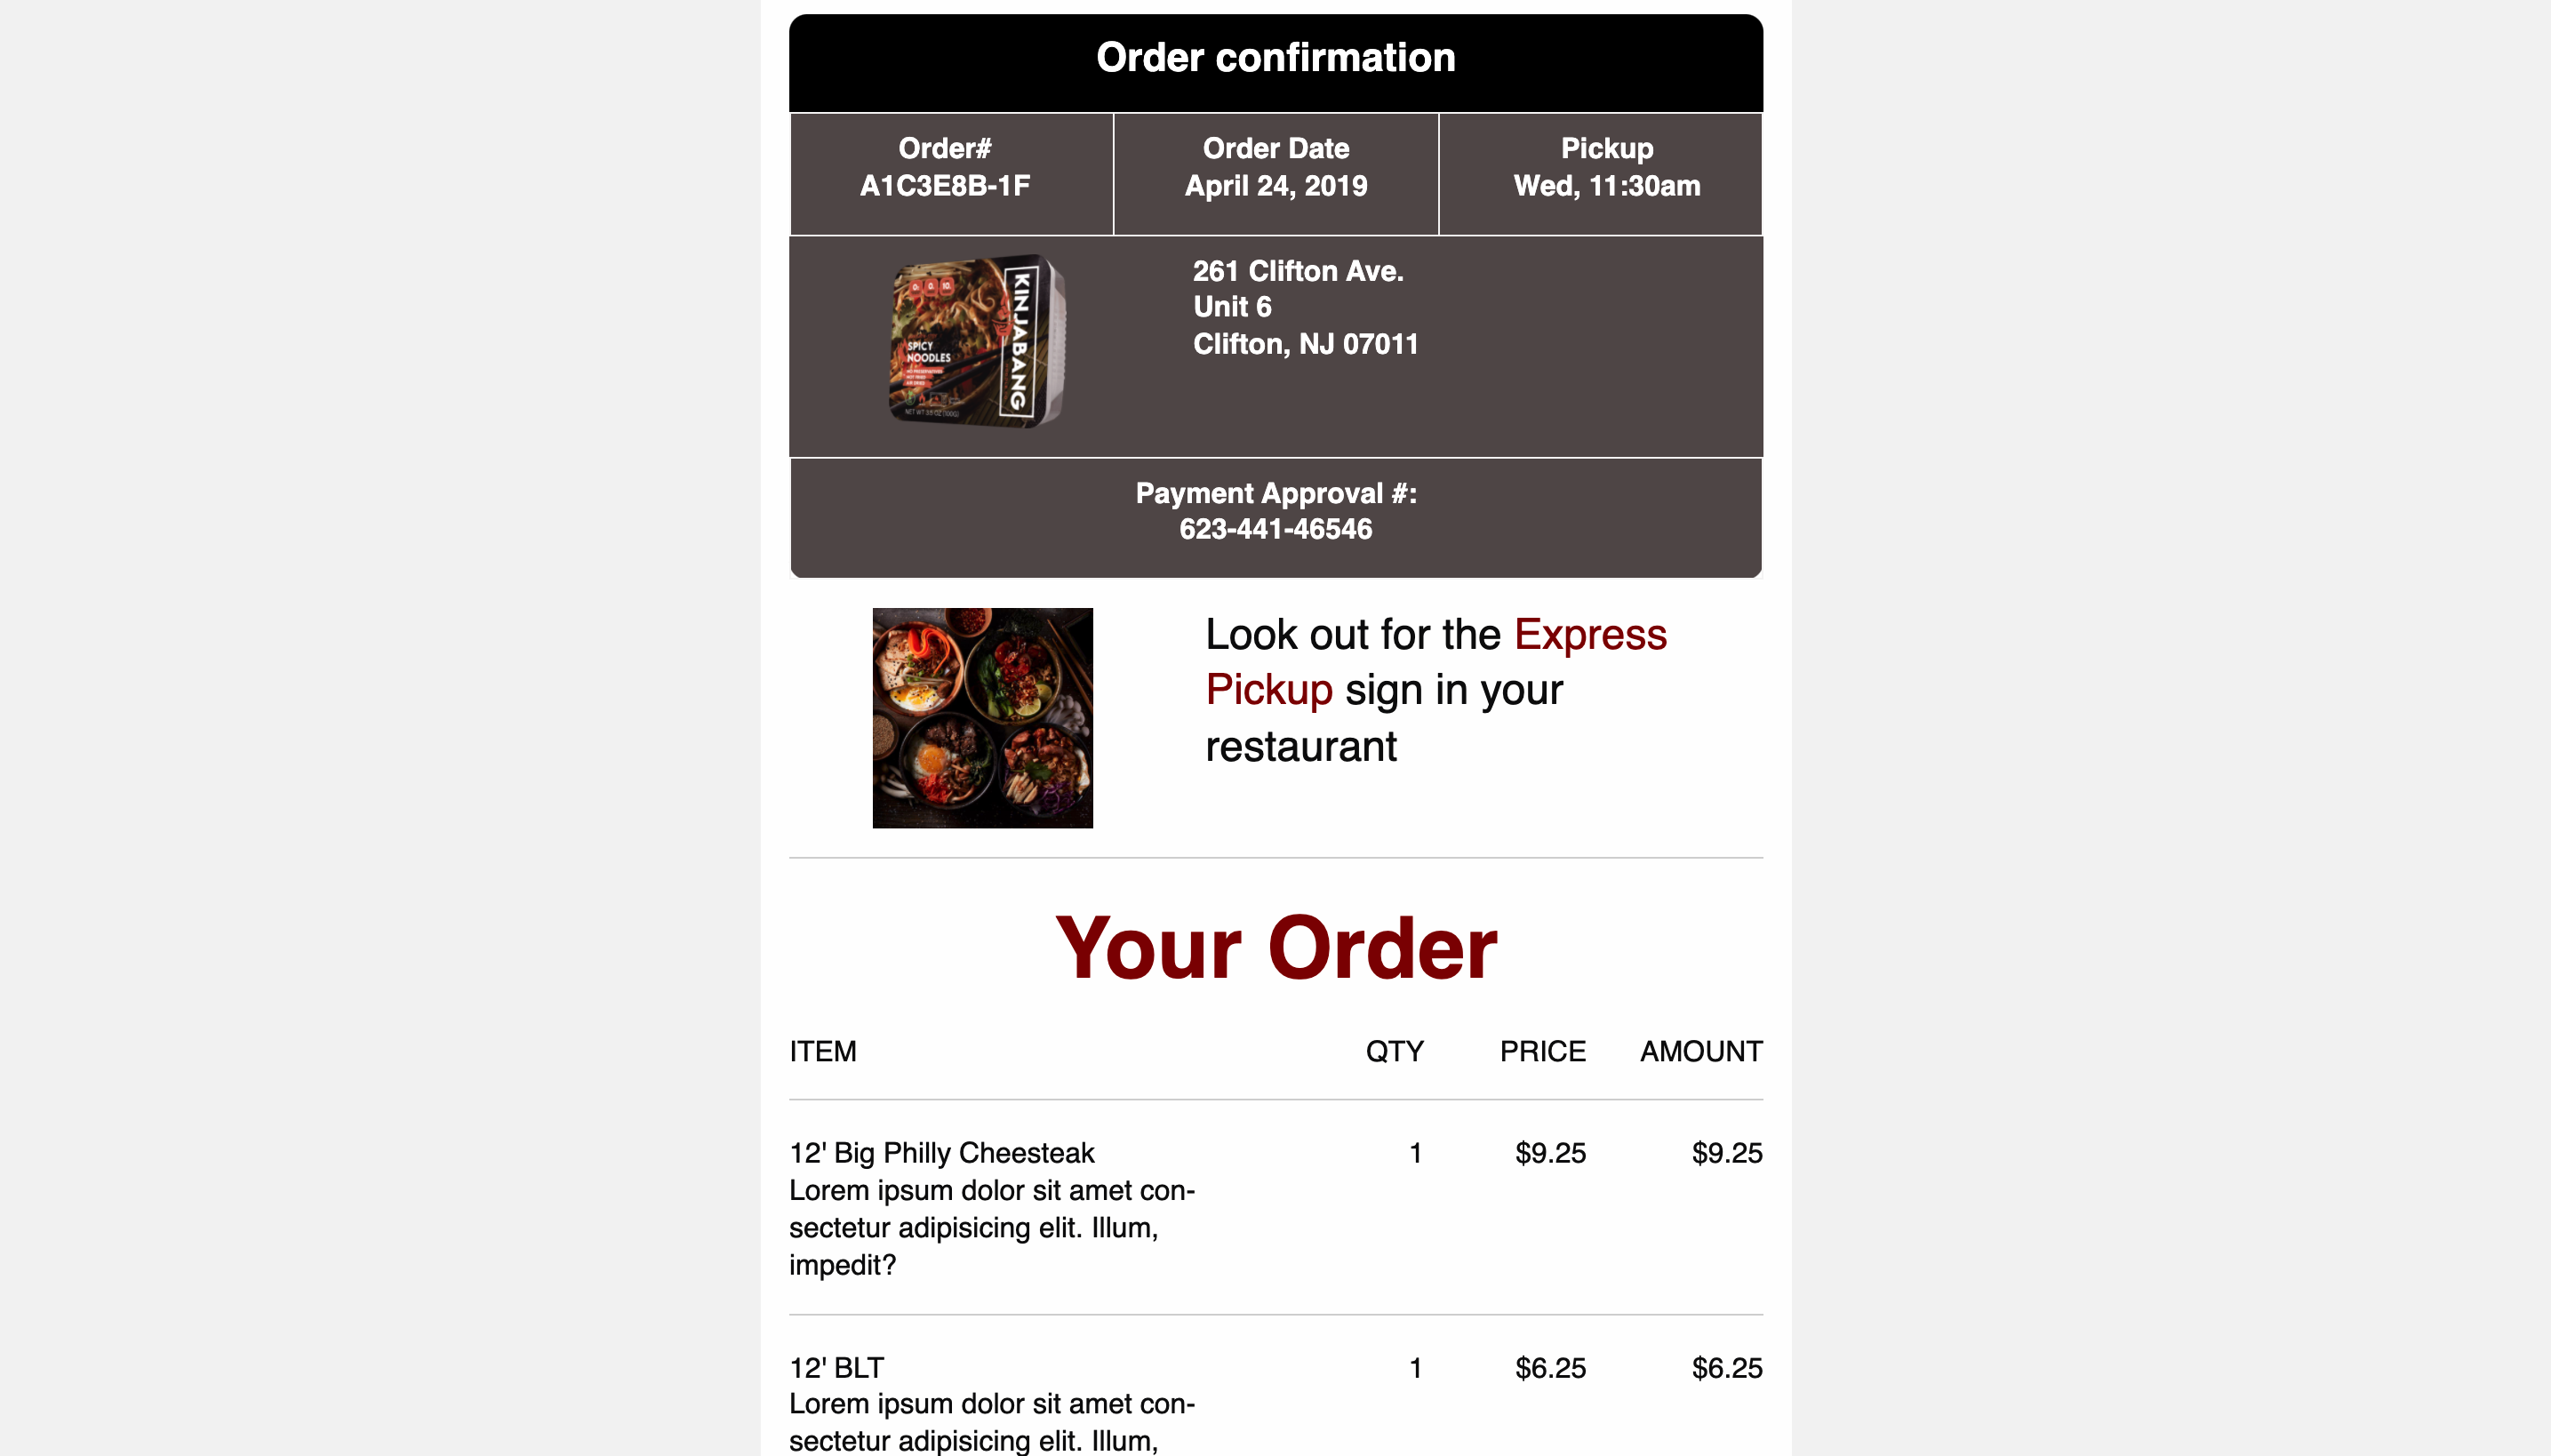 Order confirmation
Order#
A1C3E8B-1F
Order Date
April 24, 2019
Pickup
Wed, 11:30am
KINJABANG
SPICY
NOODLES
261 Clifton Ave.
Unit 6
Clifton, NJ 07011
Payment Approval #:
623-441-46546
Look out for the Express
Pickup sign in your
restaurant
Your Order
ITEM QTY PRICE AMOUNT
12' Big Philly Cheesteak 1 $9.25 $9.25
Lorem ipsum dolor sit amet con-
sectetur adipisicing elit. Illum,
impedit?
12' BLT 1 $6.25 $6.25
Lorem ipsum dolor sit amet con-
sectetur adipisicing elit. Illum,